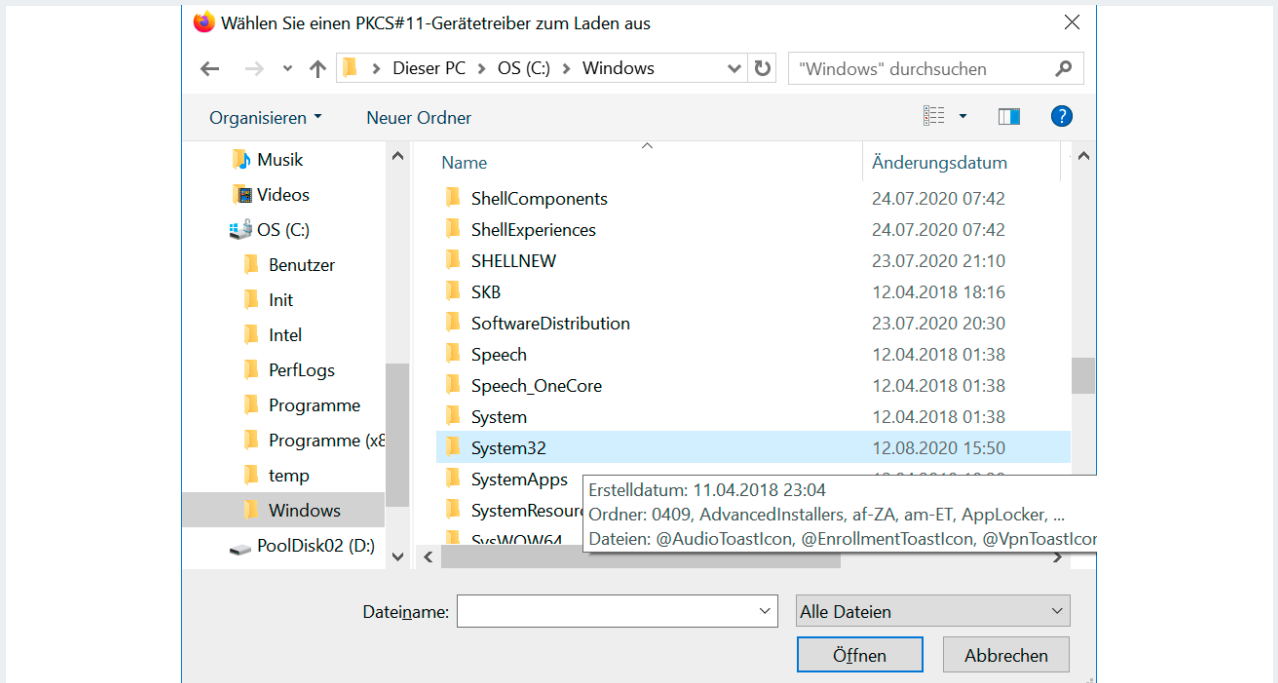 Wählen Sie einen PKCS#11-Gerätetreiber zum Laden aus
Dieser PC > OS (C:) > Windows
"Windows" durchsuchen
Organisieren
Neuer Ordner
?
Musik
Videos
OS (C:)
Benutzer
Init
Intel
PerfLogs
Programme
Programme (x8
temp
Windows
PoolDisk02 (D:)
Name Änderungsdatum
ShellComponents 24.07.2020 07:42
ShellExperiences 24.07.2020 07:42
SHELLNEW 23.07.2020 21:10
SKB 12.04.2018 18:16
SoftwareDistribution 23.07.2020 20:30
Speech 12.04.2018 01:38
Speech_OneCore 12.04.2018 01:38
System 12.04.2018 01:38
System32 12.08.2020 15:50
SystemApps
SystemResour
SysWOW64
Erstelldatum: 11.04.2018 23:04
Ordner: 0409, AdvancedInstallers, af-ZA, am-ET, AppLocker, ...
Dateien: @AudioToastIcon, @EnrollmentToastIcon, @VpnToastIcon
Dateiname:
Alle Dateien
Öffnen
Abbrechen